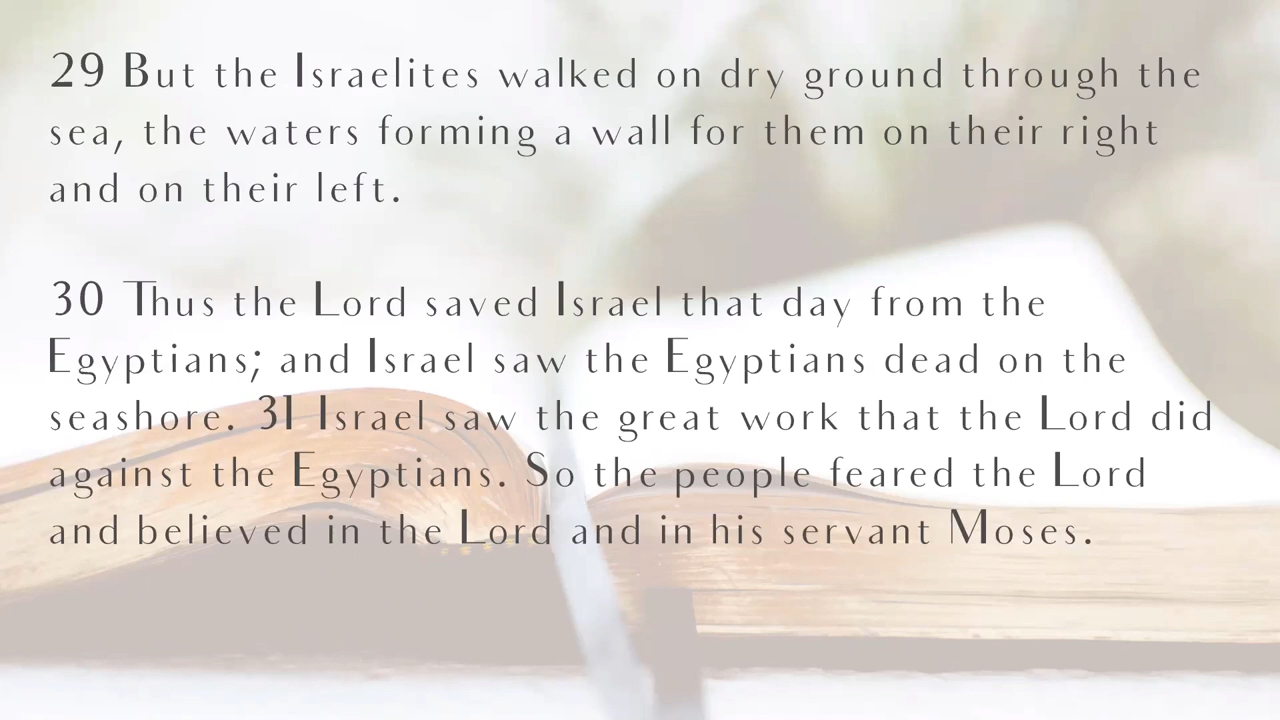 29 But the Israelites walked on dry ground through the
sea, the waters forming a wall for them on their right
and on their left.
30 Thus the Lord saved Israel that day from the
Egyptians; and Israel saw the Egyptians dead on the
seashore. 31 Israel saw the great work that the Lord did
against the Egyptians. So the people feared the Lord
and believed in the Lord and in his servant Moses.